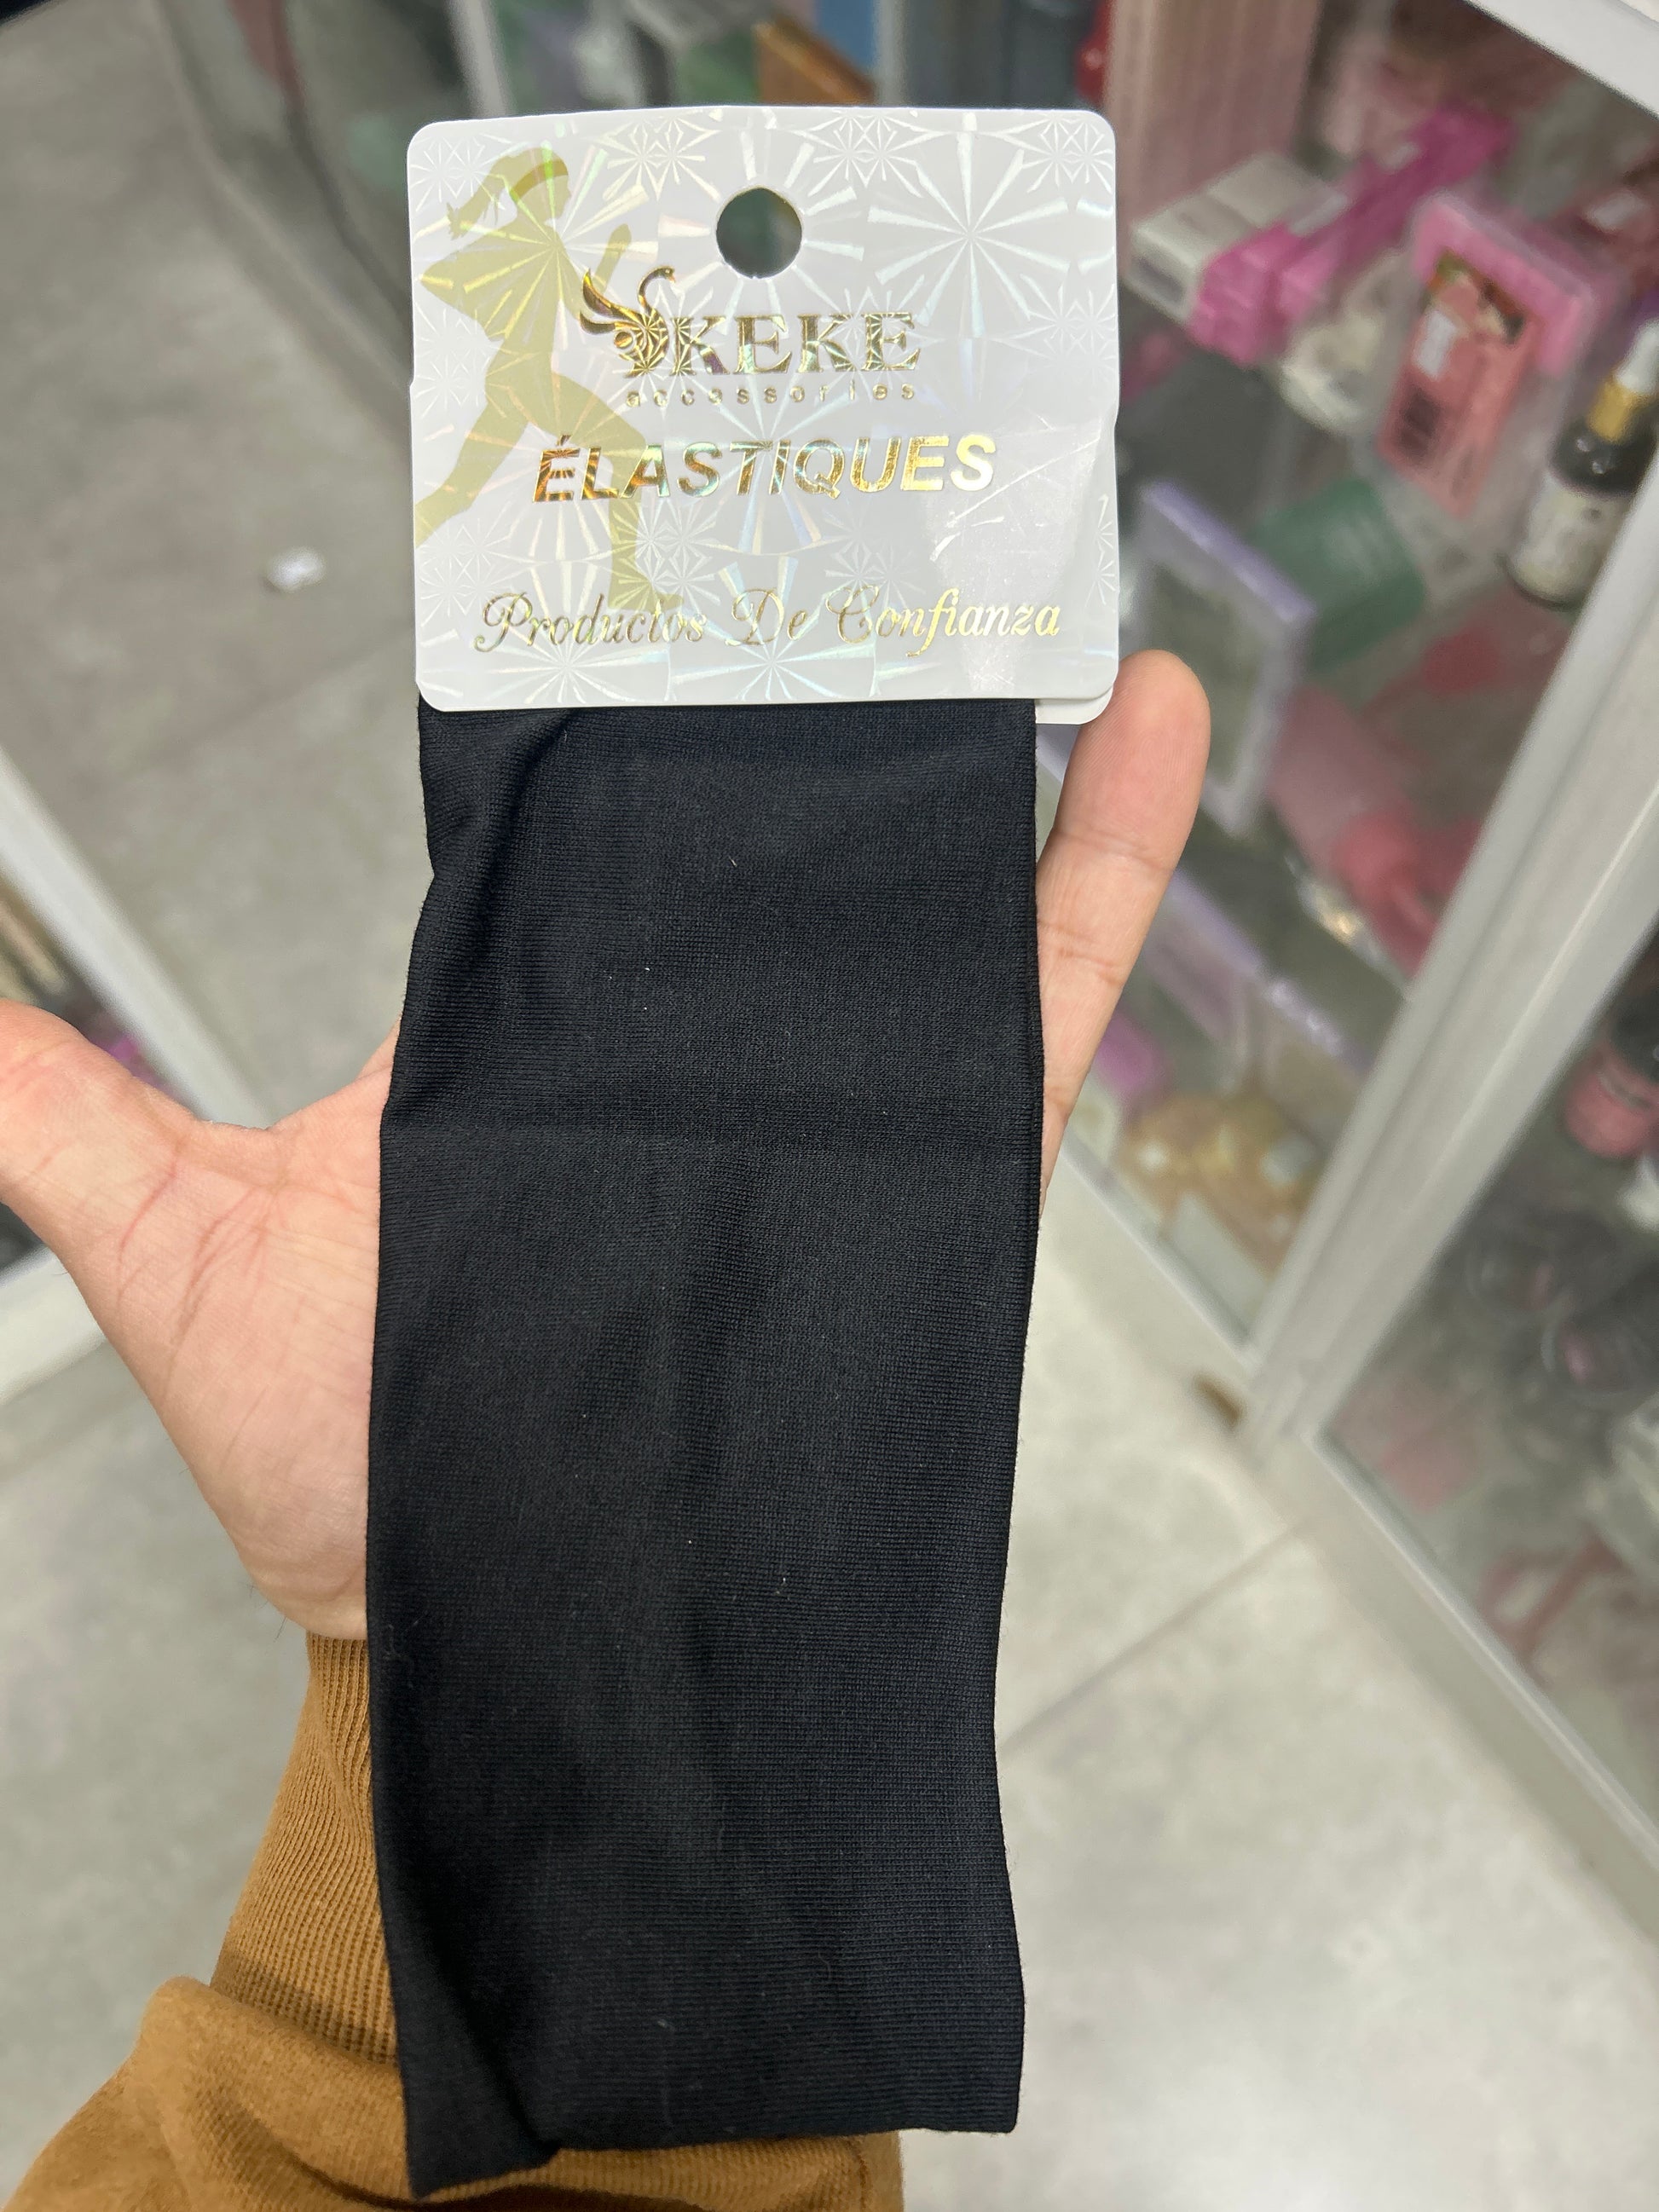 KEKE
accessories
ÉLASTIQUES
Productos De Confianza